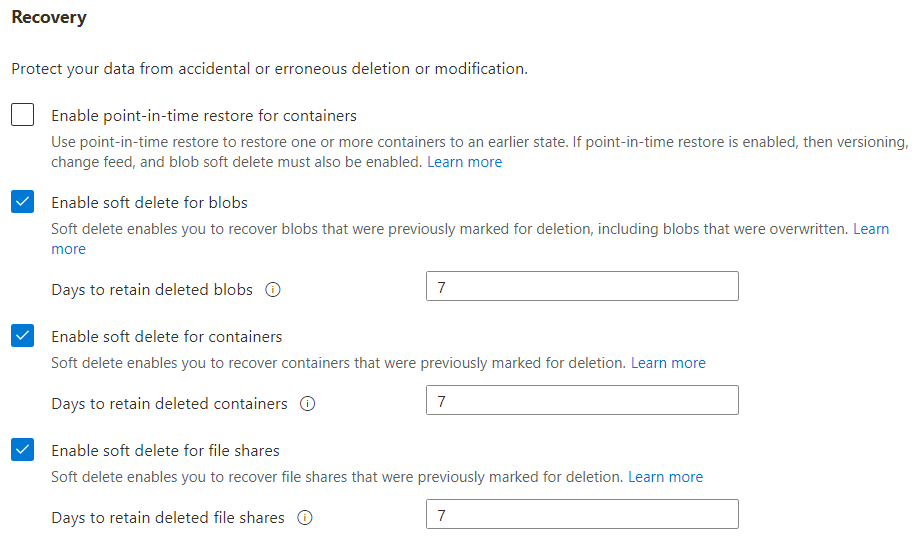 Recovery
Protect your data from accidental or erroneous deletion or modification.
Enable point-in-time restore for containers
Use point-in-time restore to restore one or more containers to an earlier state. If point-in-time restore is enabled, then versioning,
change feed, and blob soft delete must also be enabled. Learn more
Enable soft delete for blobs
Soft delete enables you to recover blobs that were previously marked for deletion, including blobs that were overwritten. Learn
more
Days to retain deleted blobs 7
Enable soft delete for containers
Soft delete enables you to recover containers that were previously marked for deletion. Learn more
Days to retain deleted containers 7
Enable soft delete for file shares
Soft delete enables you to recover file shares that were previously marked for deletion. Learn more
Days to retain deleted file shares 7